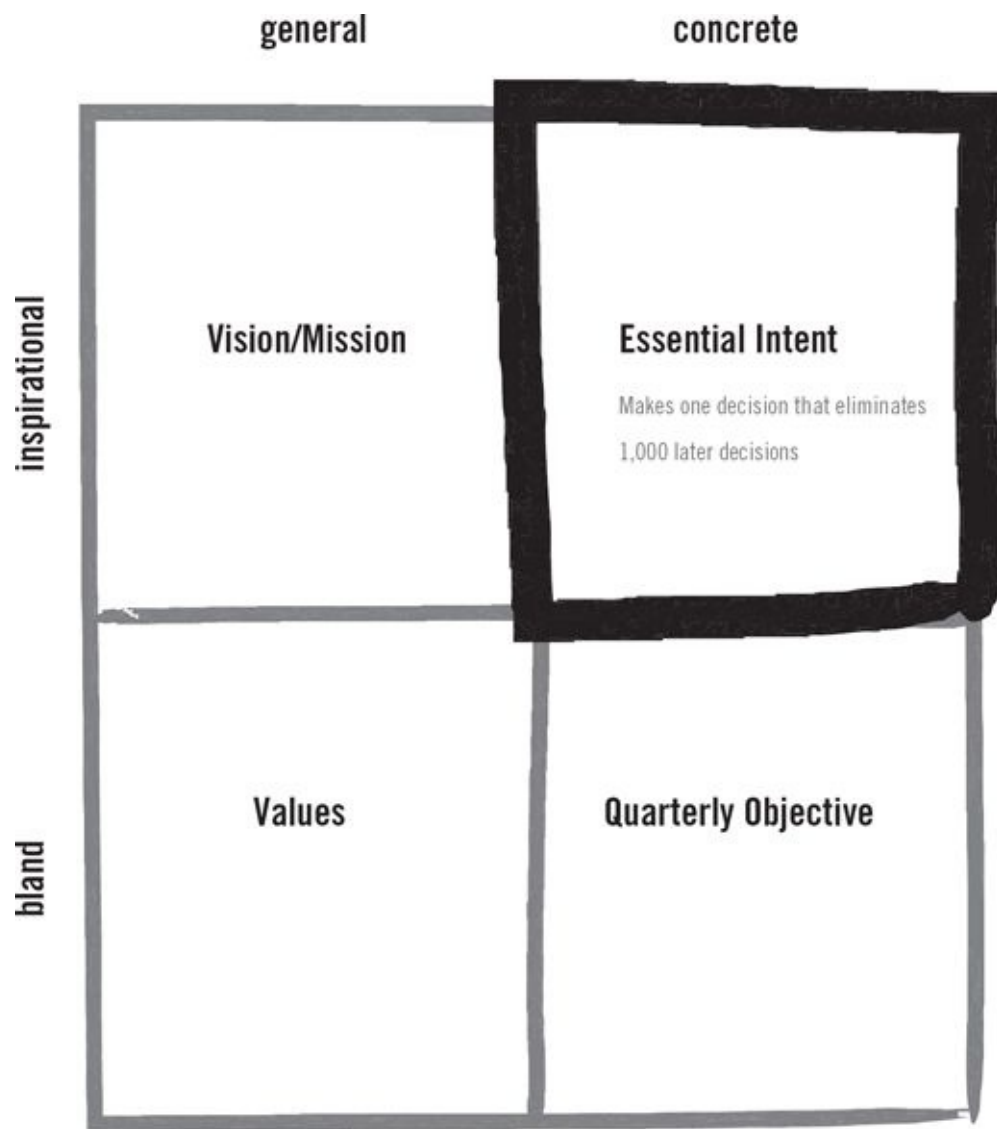 general
concrete
inspirational
Vision/Mission
Essential Intent
Makes one decision that eliminates
1,000 later decisions
bland
Values
Quarterly Objective